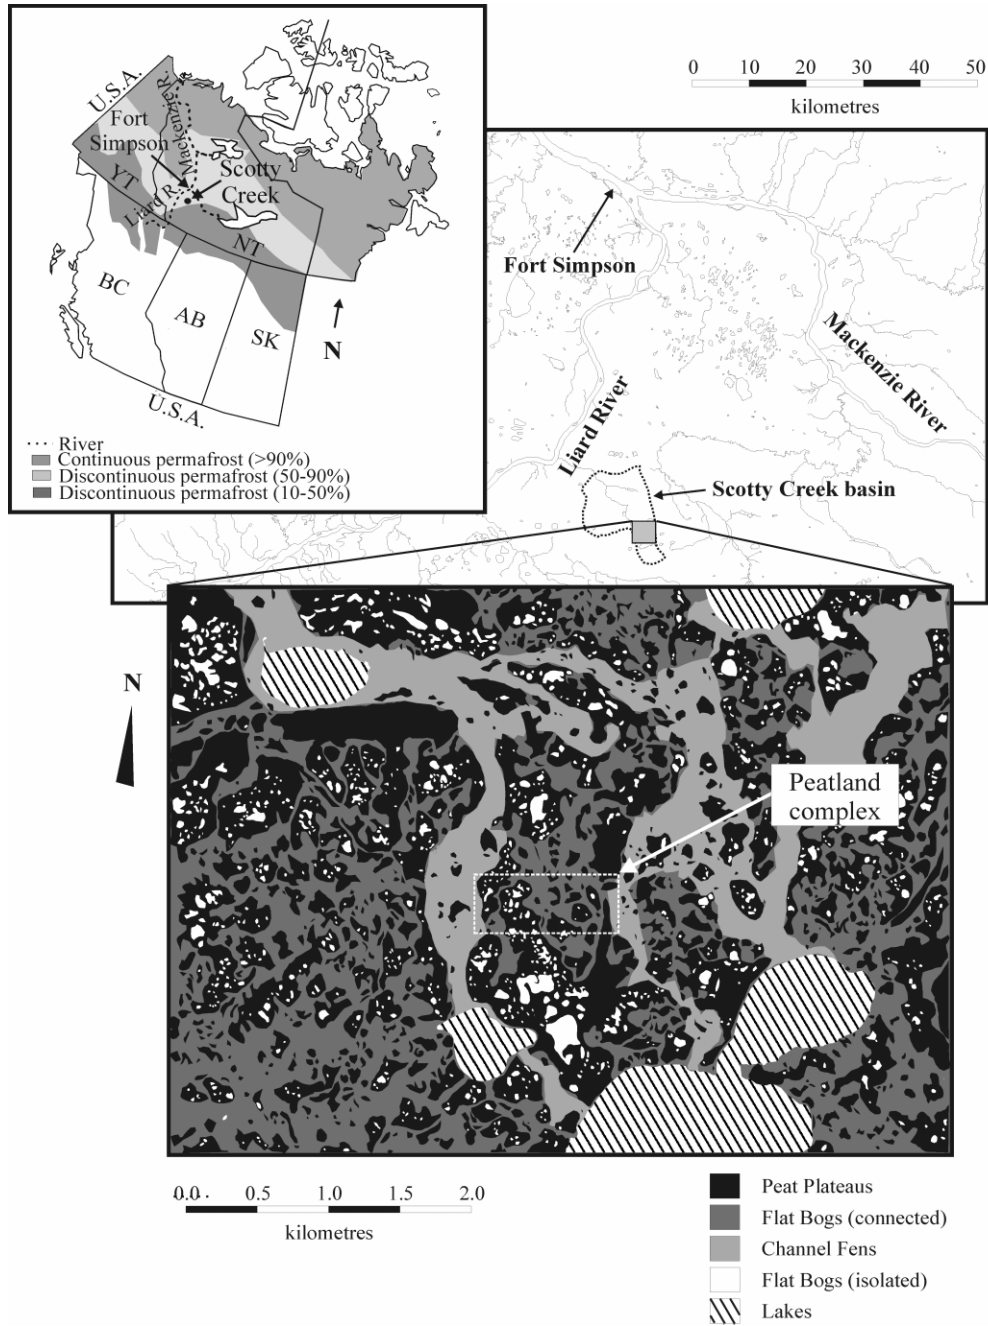 U.S.A.
Fort
Simpson
Mackenzie R.
Scotty
Creek
YT
Liard R.
NT
BC
AB
SK
N
U.S.A.
River
Continuous permafrost (>90%)
Discontinuous permafrost (50-90%)
Discontinuous permafrost (10-50%)
0 10 20 30 40 50
kilometres
Fort Simpson
Mackenzie River
Liard River
Scotty Creek basin
N
Peatland
complex
0.0 0.5 1.0 1.5 2.0
kilometres
Peat Plateaus
Flat Bogs (connected)
Channel Fens
Flat Bogs (isolated)
Lakes